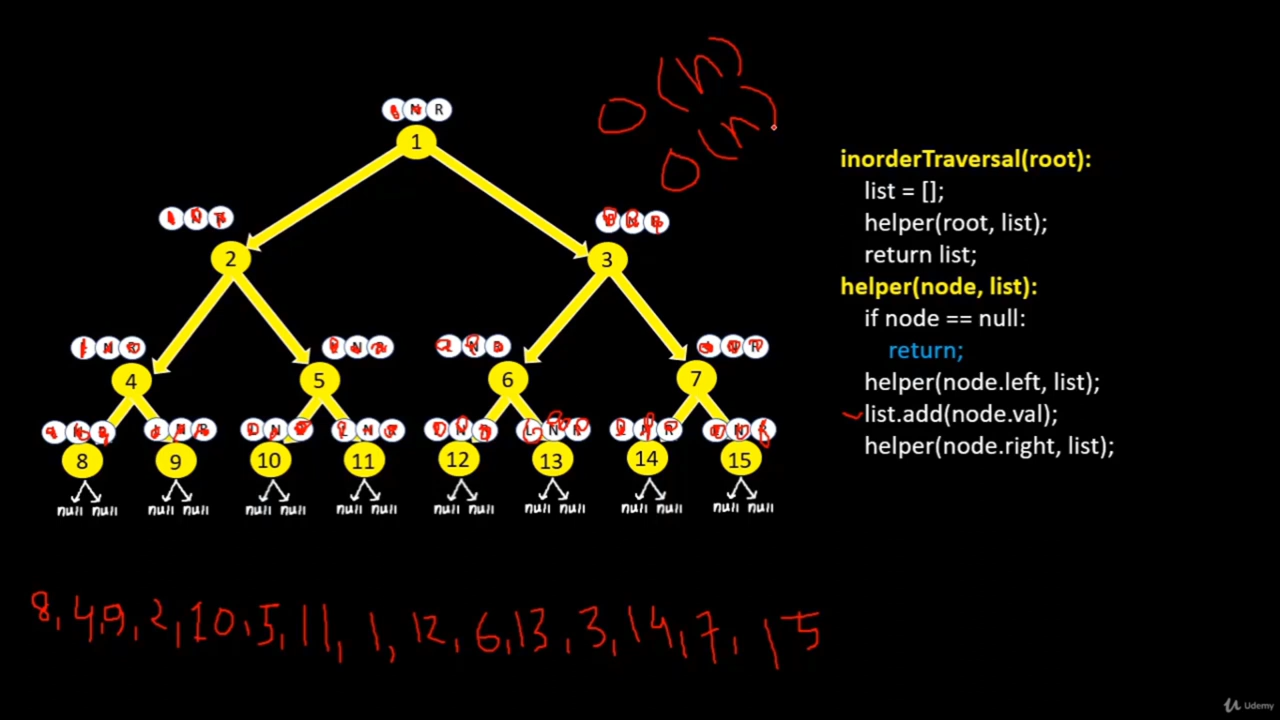 O(n)
O(n)
L N R
1
L N R
L N R
2
3
L N R
L N R
L N R
L N R
4
5
6
7
L N R
L N R
L N R
L N R
L N R
L N R
L N R
L N R
8
9
10
11
12
13
14
15
null null
null null
null null
null null
null null
null null
null null
null null
inorderTraversal(root):
list = [];
helper(root, list);
return list;
helper(node, list):
if node == null:
return;
helper(node.left, list);
list.add(node.val);
helper(node.right, list);
8, 4, 9, 2, 10, 5, 11, 1, 12, 6, 13, 3, 14, 7, 15
Udemy